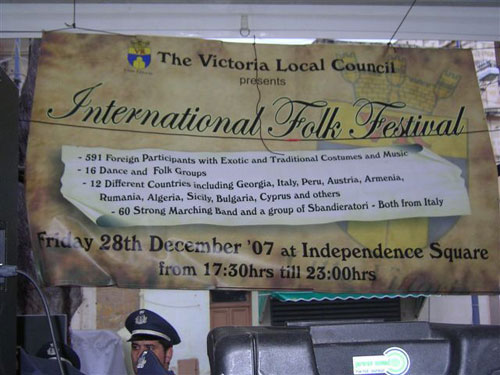 The Victoria Local Council
presents
International Folk Festival
- 591 Foreign Participants with Exotic and Traditional Costumes and Music
- 16 Dance and Folk Groups
- 12 Different Countries including Georgia, Italy, Peru, Austria, Armenia,
Rumania, Algeria, Sicily, Bulgaria, Cyprus and others
- 60 Strong Marching Band and a group of Sbandieratori - Both from Italy
Friday 28th December '07 at Independence Square
from 17:30hrs till 23:00hrs